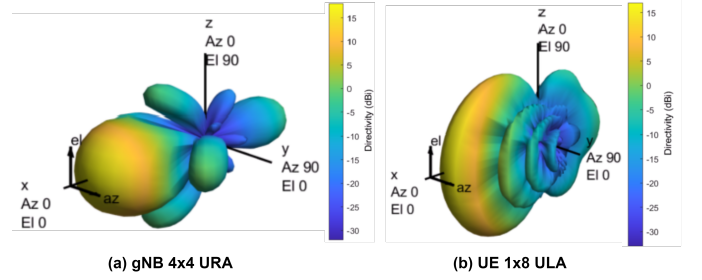 z
Az 0
El 90
el
y
Az 90
El 0
x
az
Az 0
El 0
15
10
5
0
-5
-10
-15
-20
-25
-30
Directivity (dBi)
z
Az 0
El 90
el
y
Az 90
El 0
x
az
Az 0
El 0
15
10
5
0
-5
-10
-15
-20
-25
-30
Directivity (dBi)
(a) gNB 4x4 URA
(b) UE 1x8 ULA